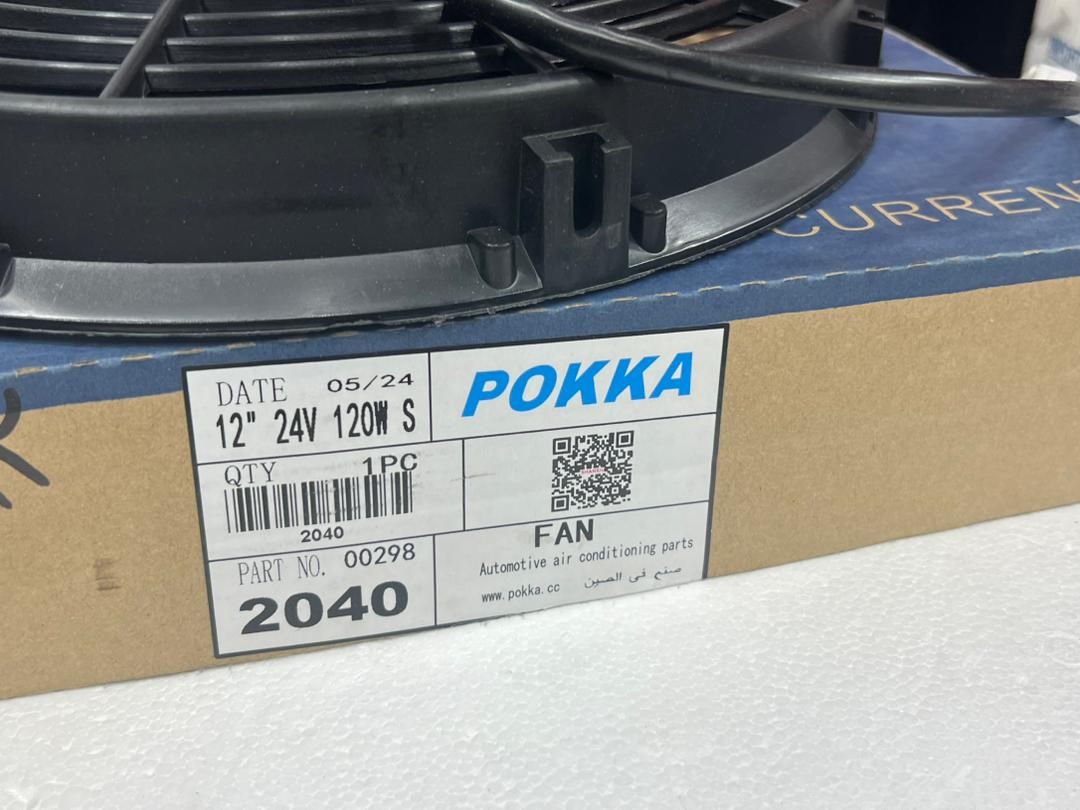 CURREN
DATE 05/24
12" 24V 120W S
POKKA
QTY 1PC
2040
PART NO. 00298
2040
FAN
Automotive air conditioning parts
www.pokka.cc صنع في الصين